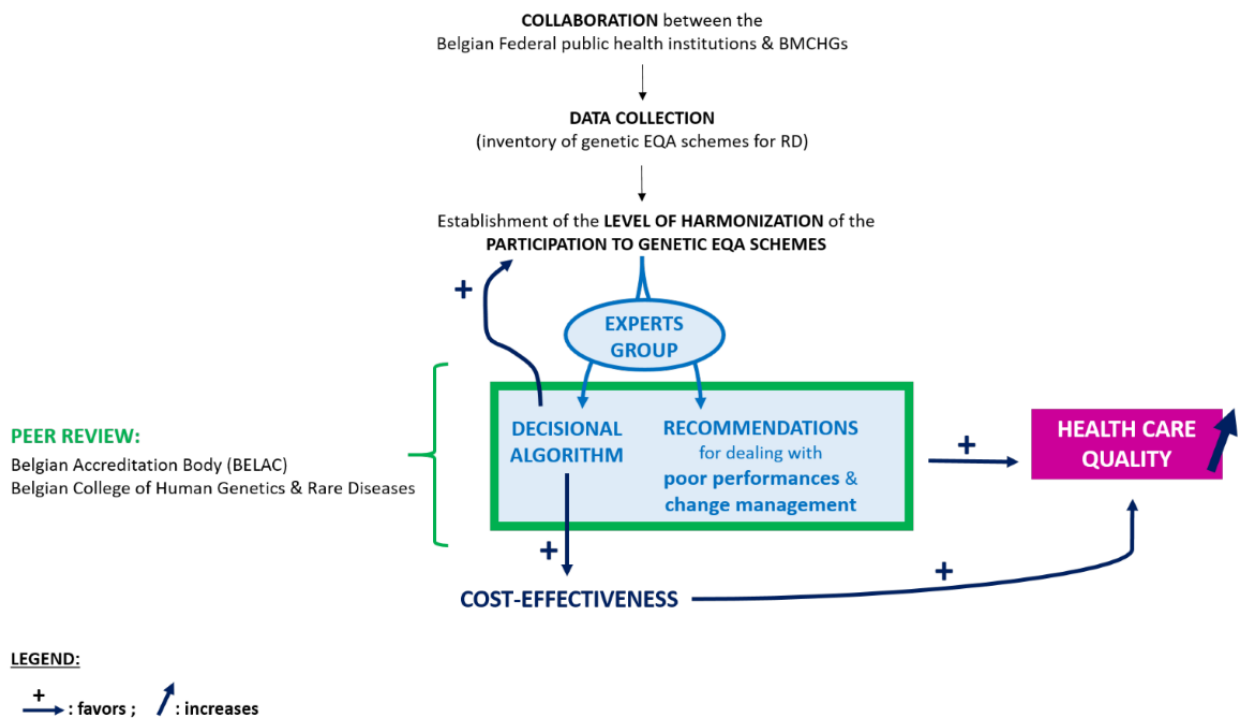 COLLABORATION between the
Belgian Federal public health institutions & BMCHGs
DATA COLLECTION
(inventory of genetic EQA schemes for RD)
Establishment of the LEVEL OF HARMONIZATION of the
PARTICIPATION TO GENETIC EQA SCHEMES
+
EXPERTS
GROUP
PEER REVIEW:
Belgian Accreditation Body (BELAC)
Belgian College of Human Genetics & Rare Diseases
DECISIONAL
ALGORITHM
RECOMMENDATIONS
for dealing with
poor performances &
change management
+
HEALTH CARE
QUALITY
+
COST-EFFECTIVENESS
+
LEGEND:
+
: favors ; : increases